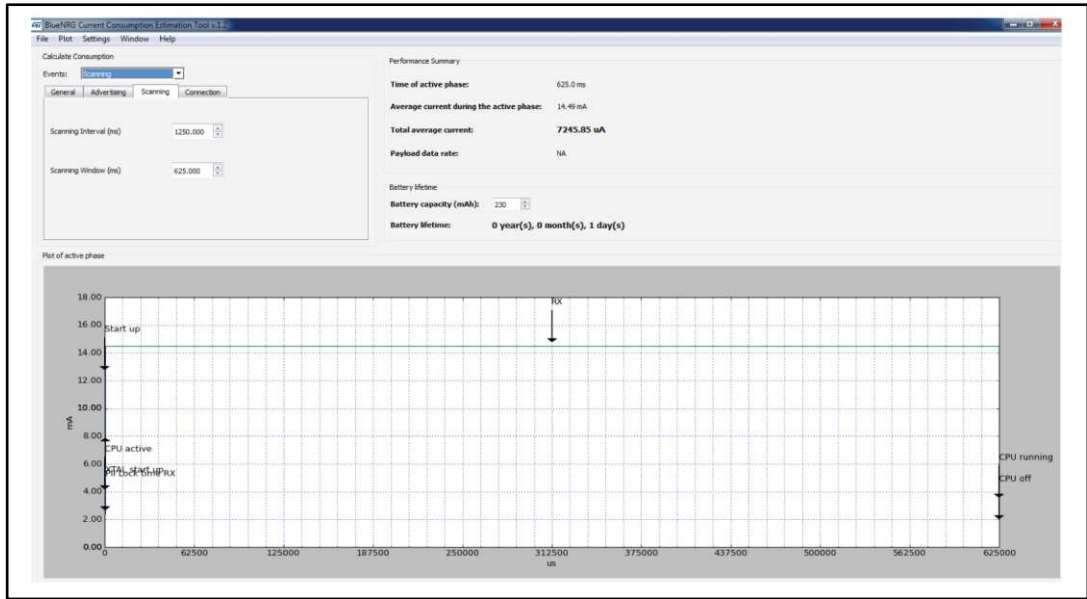 BlueNRG Current Consumption Estimation Tool v.1.2
File Plot Settings Window Help
Calculate Consumption
Events: Scanning
General Advertising Scanning Connection
Scanning Interval (ms) 1250.000
Scanning Window (ms) 625.000
Performance Summary
Time of active phase: 625.0 ms
Average current during the active phase: 14.49 mA
Total average current: 7245.85 uA
Payload data rate: NA
Battery lifetime
Battery capacity (mAh): 230
Battery lifetime: 0 year(s), 0 month(s), 1 day(s)
Plot of active phase
18.00
RX
16.00
Start up
14.00
12.00
10.00
mA
8.00
CPU active
6.00
XTAL start up
Pll Lock time RX
CPU running
4.00
CPU off
2.00
0.00
0 62500 125000 187500 250000 312500 375000 437500 500000 562500 625000
us